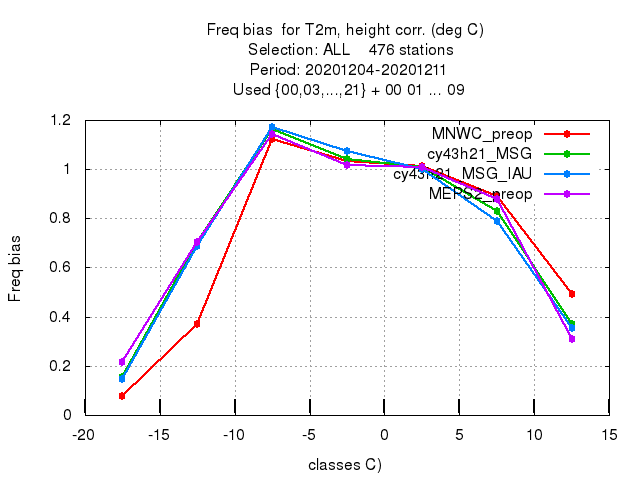 Freq bias  for T2m, height corr. (deg C)
Selection: ALL    476 stations
Period: 20201204-20201211
Used {00,03,...,21} + 00 01 ... 09
1.2
1
0.8
0.6
0.4
0.2
0
Freq bias
MNWC_preop
cy43h21_MSG
cy43h21_MSG_IAU
MEPS2_preop
-20 -15 -10 -5 0 5 10 15
classes C)